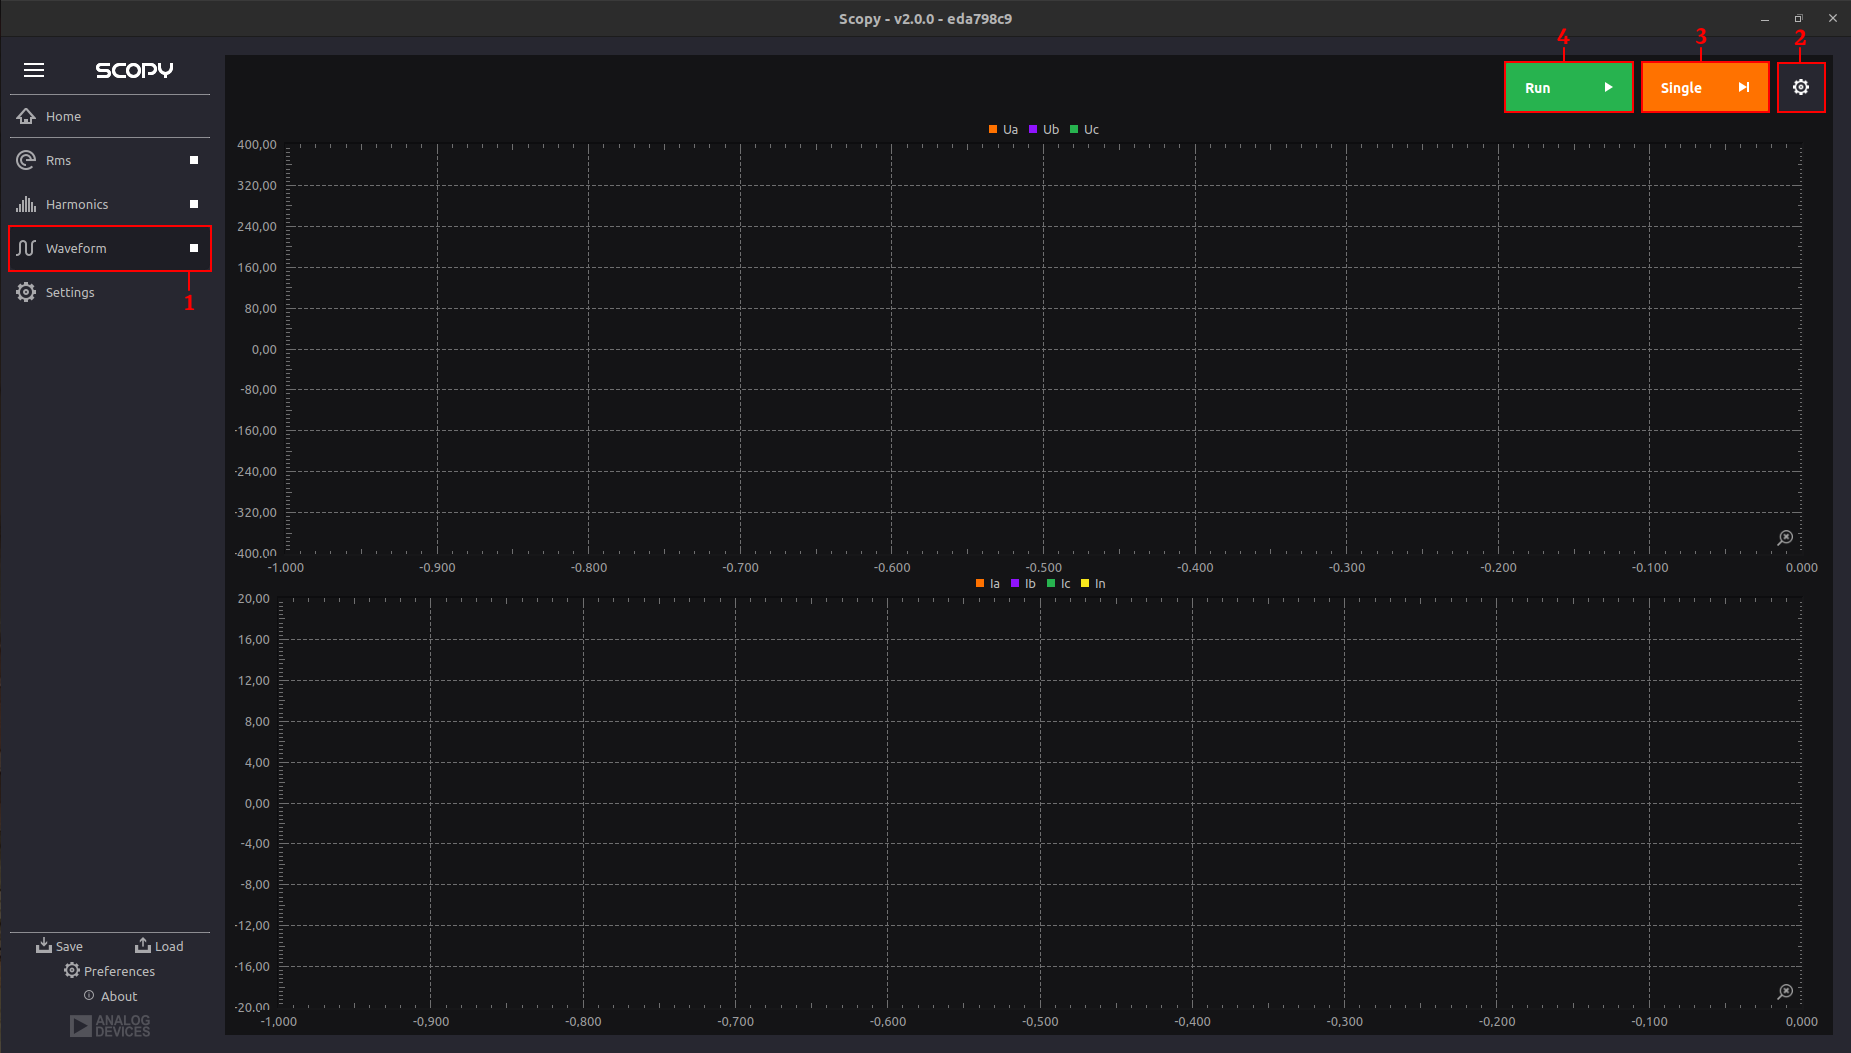 Scopy - v2.0.0 - eda798c9
4
3
2
SCOPY
Run
Single
Home
Ua Ub Uc
400,00
320,00
240,00
160,00
80,00
0,00
-80,00
-160,00
-240,00
-320,00
-400.00
-1.000 -0.900 -0.800 -0.700 -0.600 -0.500 -0.400 -0.300 -0.200 -0.100 0.000
Rms
Harmonics
Waveform
1
Settings
Ia Ib Ic In
20,00
16,00
12,00
8,00
4,00
0,00
-4,00
-8,00
-12,00
-16,00
-20.00
-1,000 -0,900 -0,800 -0,700 -0,600 -0,500 -0,400 -0,300 -0,200 -0,100 0,000
Save Load
Preferences
About
ANALOG
DEVICES